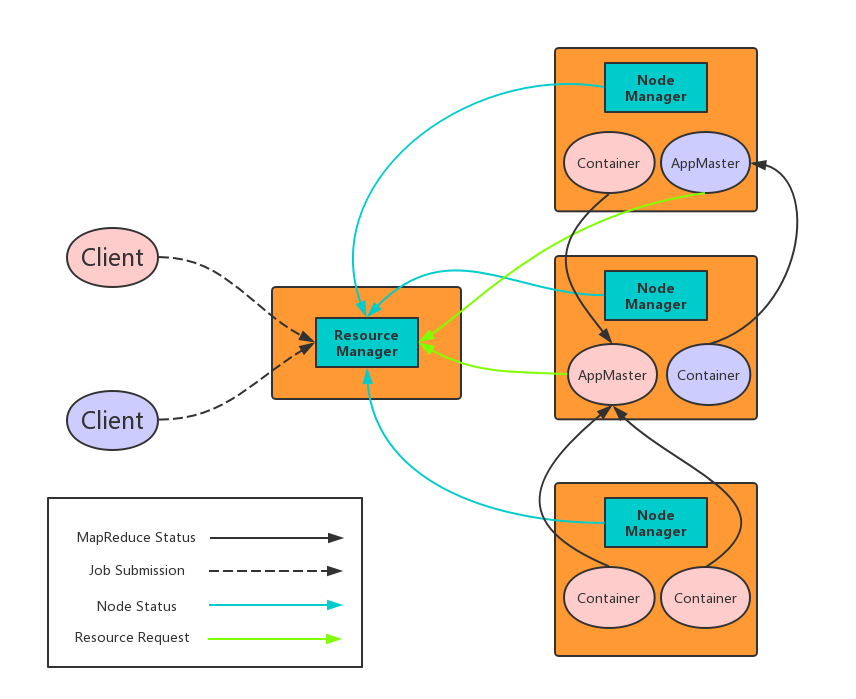 Node
Manager
Container
AppMaster
Client
Node
Manager
Resource
Manager
AppMaster
Container
Client
Node
Manager
MapReduce Status
Job Submission
Node Status
Resource Request
Container
Container